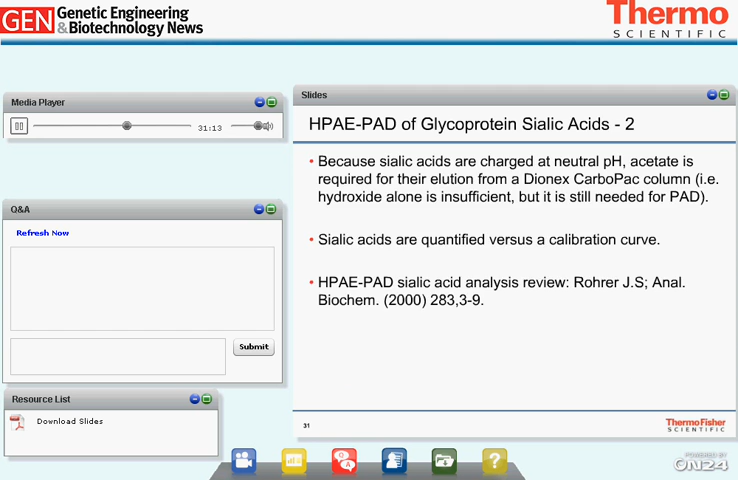 GEN Genetic Engineering
& Biotechnology News
Thermo
SCIENTIFIC
Media Player
31:13
Q&A
Refresh Now
Submit
Resource List
Download Slides
Slides
HPAE-PAD of Glycoprotein Sialic Acids - 2
• Because sialic acids are charged at neutral pH, acetate is
required for their elution from a Dionex CarboPac column (i.e.
hydroxide alone is insufficient, but it is still needed for PAD).
• Sialic acids are quantified versus a calibration curve.
• HPAE-PAD sialic acid analysis review: Rohrer J.S; Anal.
Biochem. (2000) 283,3-9.
31
ThermoFisher
SCIENTIFIC
Q
A
?
POWERED BY
ON24